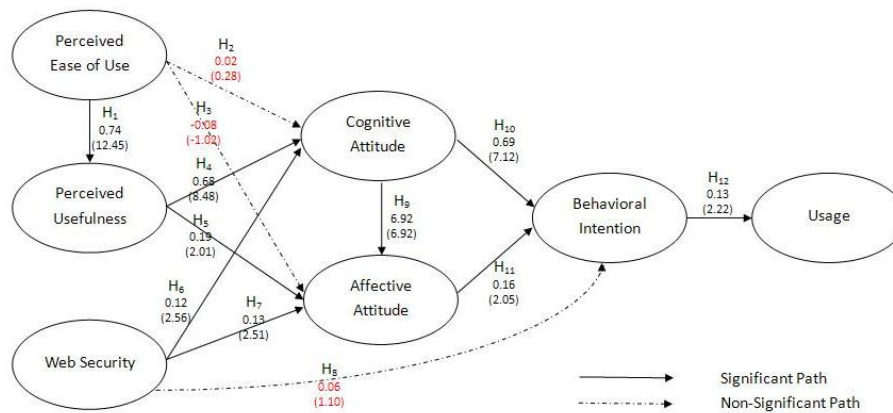 Perceived
Ease of Use
H2
0.02
(0.28)
H1
0.74
(12.45)
H3
-0.08
(-1.02)
Cognitive
Attitude
H10
0.69
(7.12)
H4
0.68
(8.48)
Perceived
Usefulness
H5
0.19
(2.01)
H9
6.92
(6.92)
Behavioral
Intention
H12
0.13
(2.22)
Usage
H6
0.12
(2.56)
H7
0.13
(2.51)
Affective
Attitude
H11
0.16
(2.05)
Web Security
H8
0.06
(1.10)
Significant Path
Non-Significant Path